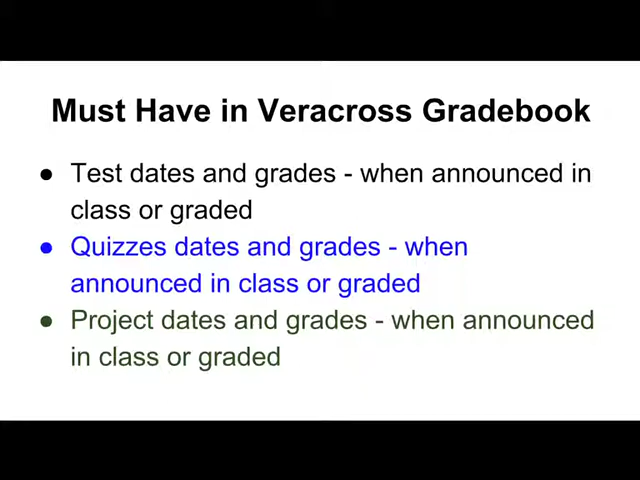 Must Have in Veracross Gradebook
● Test dates and grades - when announced in
class or graded
● Quizzes dates and grades - when
announced in class or graded
● Project dates and grades - when announced
in class or graded